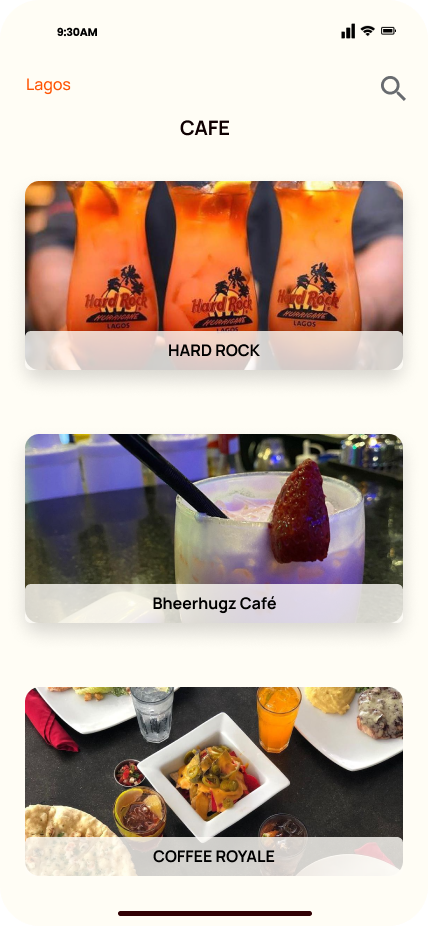 9:30AM
Lagos
CAFE
Hard Rock
HURRICANE
LAGOS
Hard Rock
HURRICANE
LAGOS
Hard Rock
HURRICANE
LAGOS
HARD ROCK
Bheerhugz Café
COFFEE ROYALE